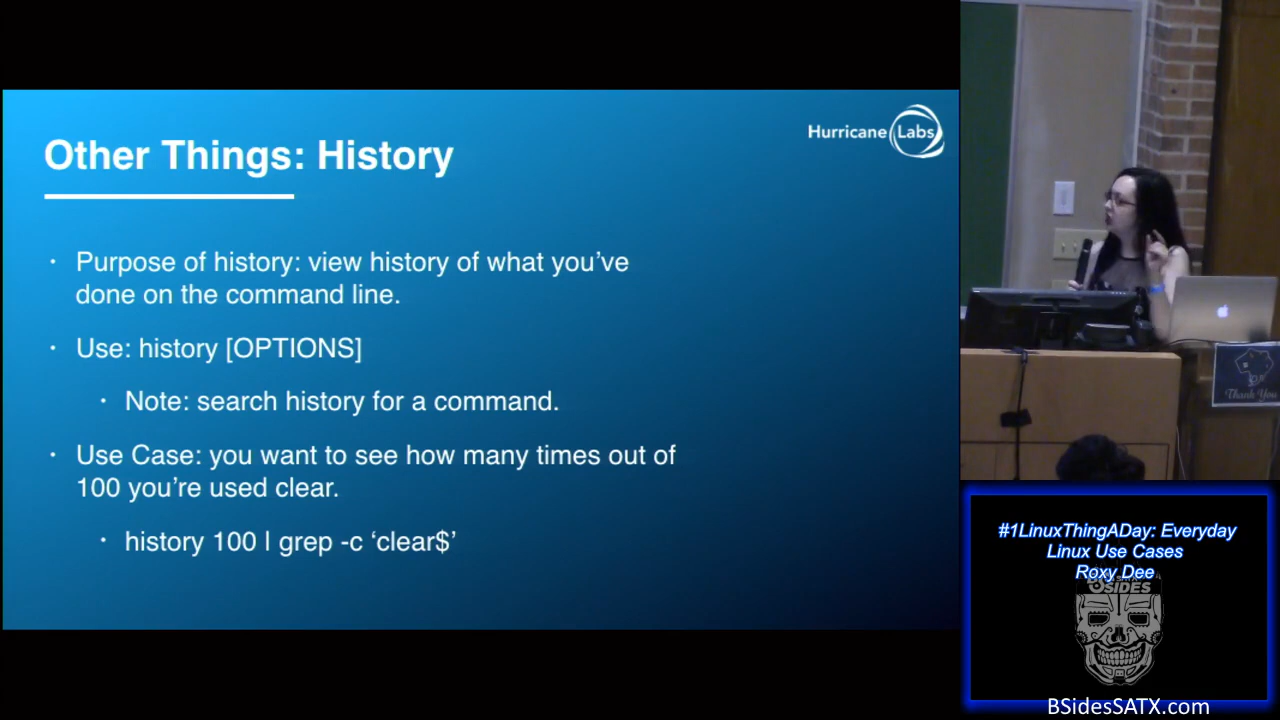 Hurricane Labs
Other Things: History
· Purpose of history: view history of what you’ve
done on the command line.
· Use: history [OPTIONS]
· Note: search history for a command.
· Use Case: you want to see how many times out of
100 you’re used clear.
· history 100 | grep -c ‘clear$’
Thank You
#1LinuxThingADay: Everyday
Linux Use Cases
Roxy Dee
BSIDES
BSidesSATX.com